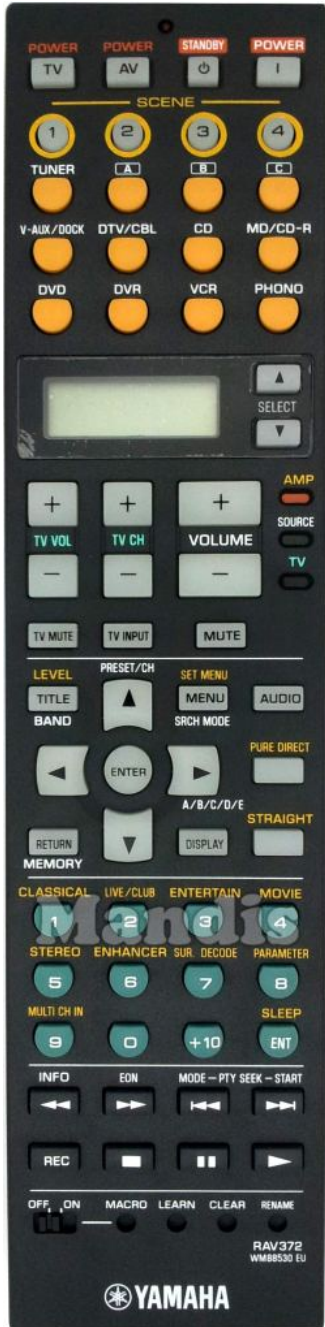 POWER POWER STANDBY POWER
TV AV I
SCENE
1 2 3 4
TUNER A B C
V-AUX/DOCK DTV/CBL CD MD/CD-R
DVD DVR VCR PHONO
SELECT
AMP
+ + +
SOURCE
TV VOL TV CH VOLUME
TV
− − −
TV MUTE TV INPUT MUTE
LEVEL PRESET/CH SET MENU
TITLE MENU AUDIO
BAND SRCH MODE
PURE DIRECT
ENTER
A/B/C/D/E
STRAIGHT
RETURN DISPLAY
MEMORY
CLASSICAL LIVE/CLUB ENTERTAIN MOVIE
1 2 3 4
Mandis
STEREO ENHANCER SUR. DECODE PARAMETER
5 6 7 8
MULTI CH IN SLEEP
9 0 +10 ENT
INFO EON MODE – PTY SEEK – START
REC
OFF ON MACRO LEARN CLEAR RENAME
RAV372
WM88530 EU
YAMAHA